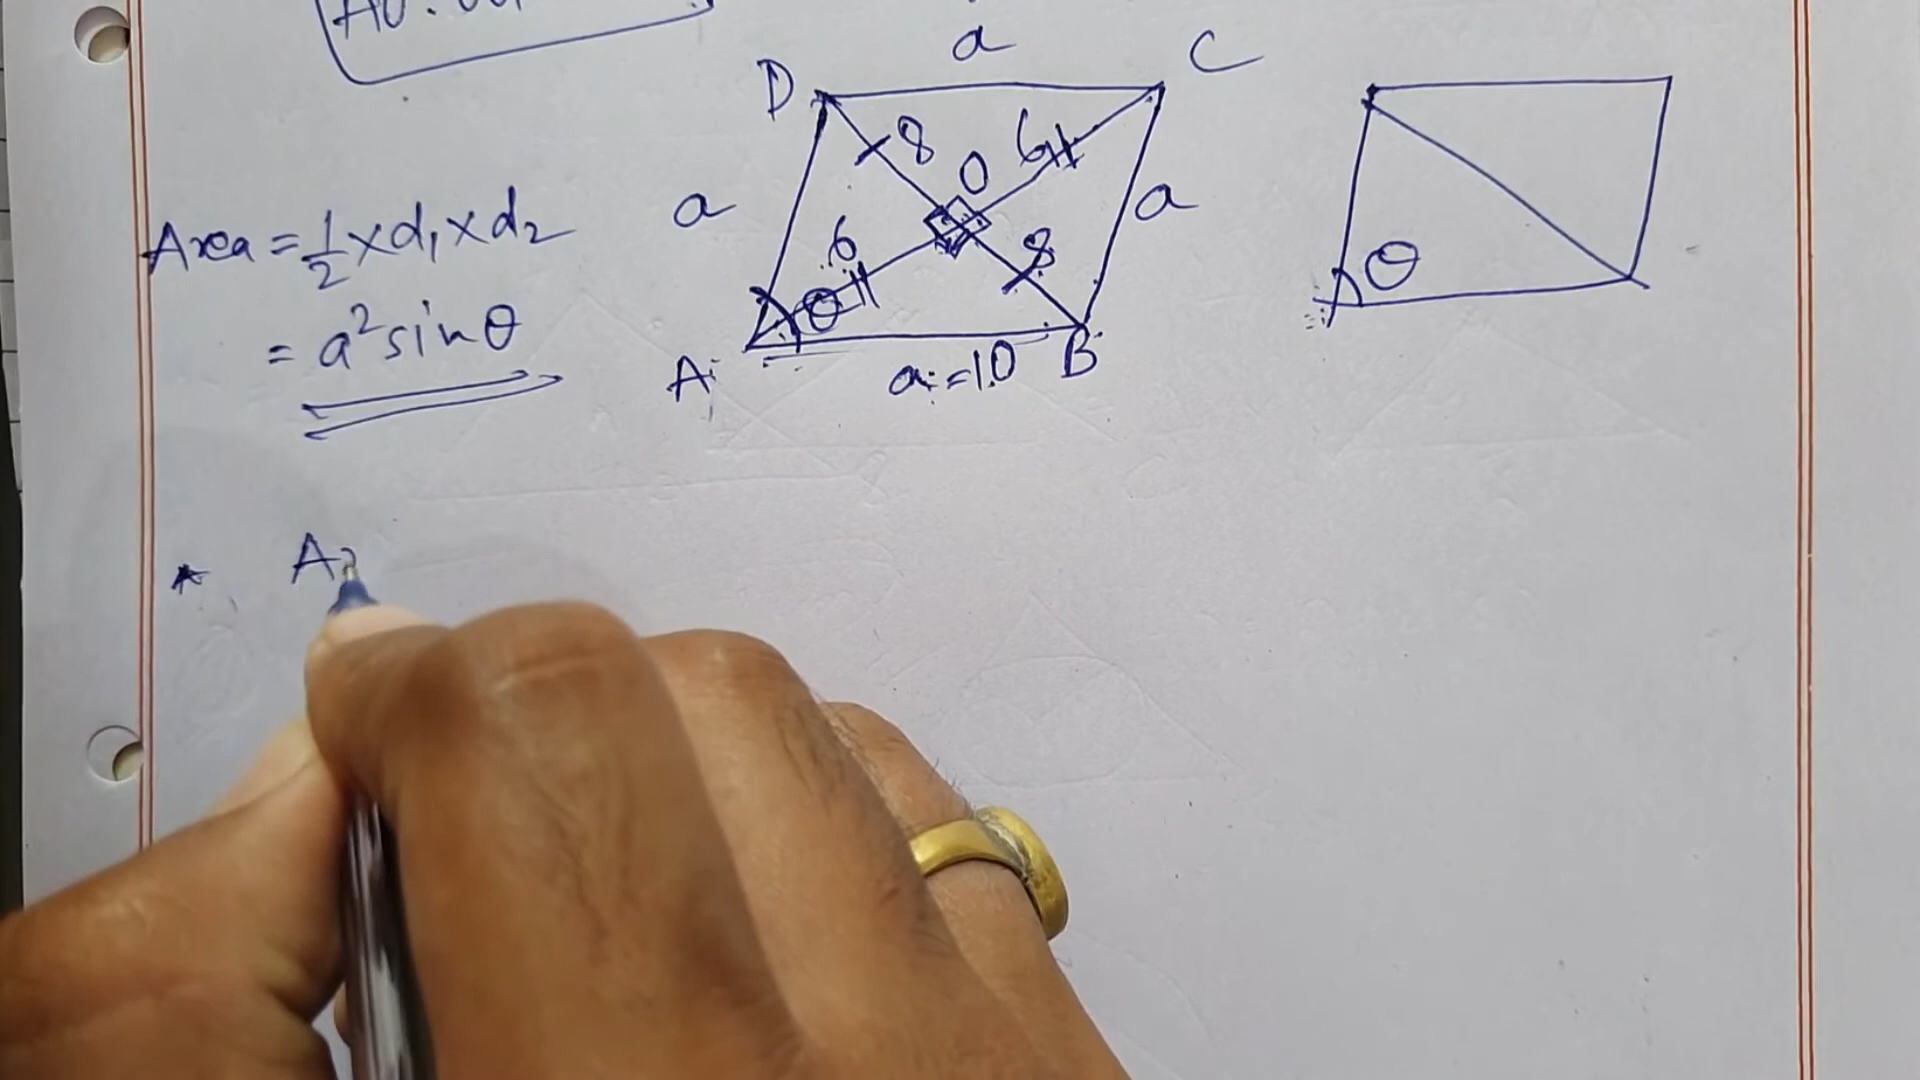 a
D
C
8
6
O
Area = 1/2 × d₁ × d₂
a
a
6
8
θ
θ
= a² sin θ
A
a = 10
B
* A